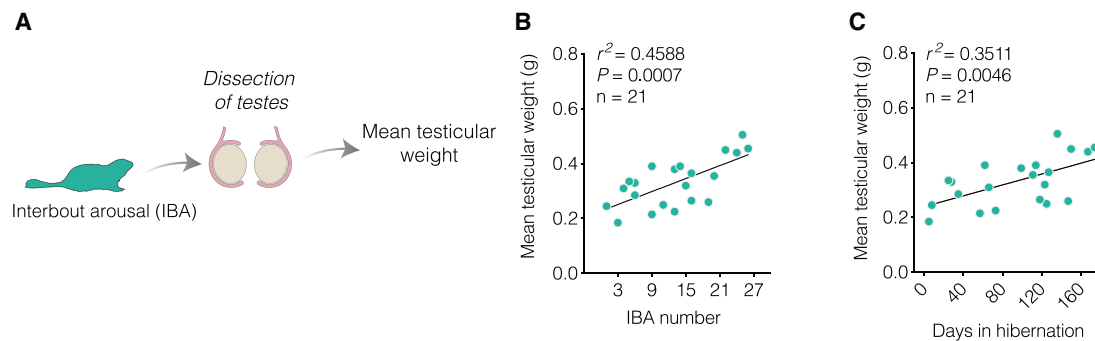 A
Dissection
of testes
Mean testicular
weight
Interbout arousal (IBA)
B
r² = 0.4588
P = 0.0007
n = 21
Mean testicular weight (g)
0.8
0.6
0.4
0.2
0.0
3 9 15 21 27
IBA number
C
r² = 0.3511
P = 0.0046
n = 21
Mean testicular weight (g)
0.8
0.6
0.4
0.2
0.0
0 40 80 120 160
Days in hibernation